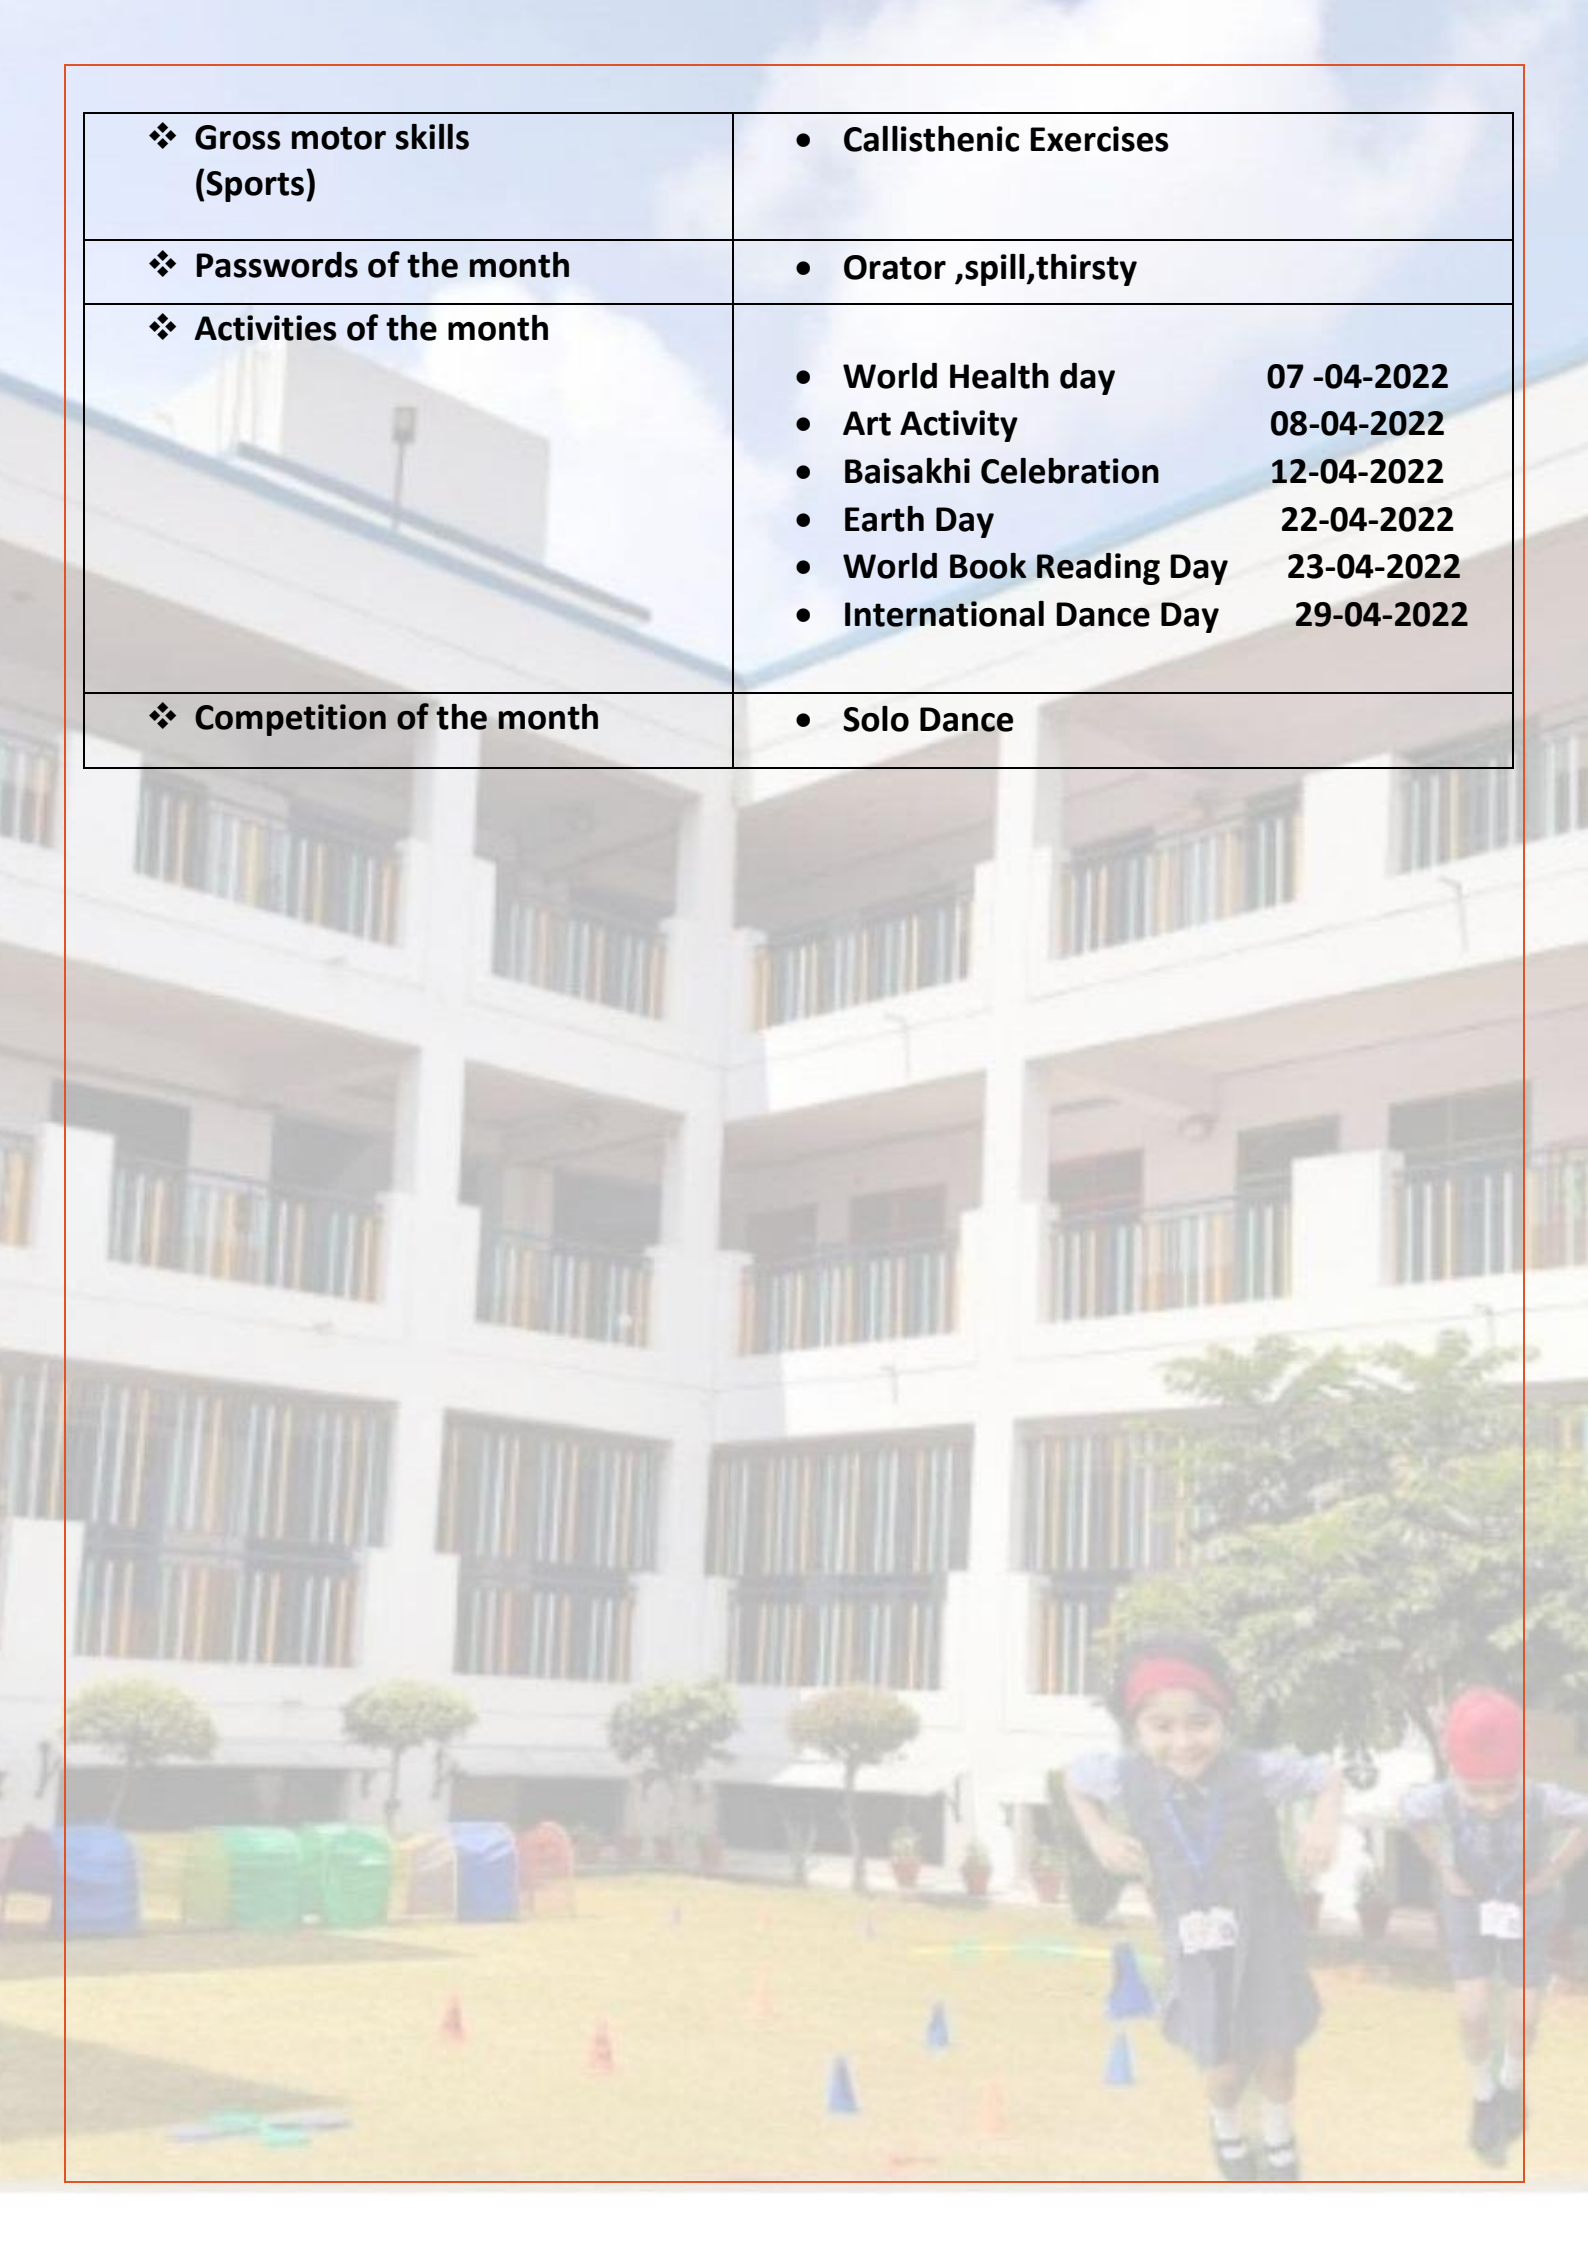 ❖ Gross motor skills
(Sports)
• Callisthenic Exercises
❖ Passwords of the month
• Orator ,spill,thirsty
❖ Activities of the month
• World Health day 07 -04-2022
• Art Activity 08-04-2022
• Baisakhi Celebration 12-04-2022
• Earth Day 22-04-2022
• World Book Reading Day 23-04-2022
• International Dance Day 29-04-2022
❖ Competition of the month
• Solo Dance